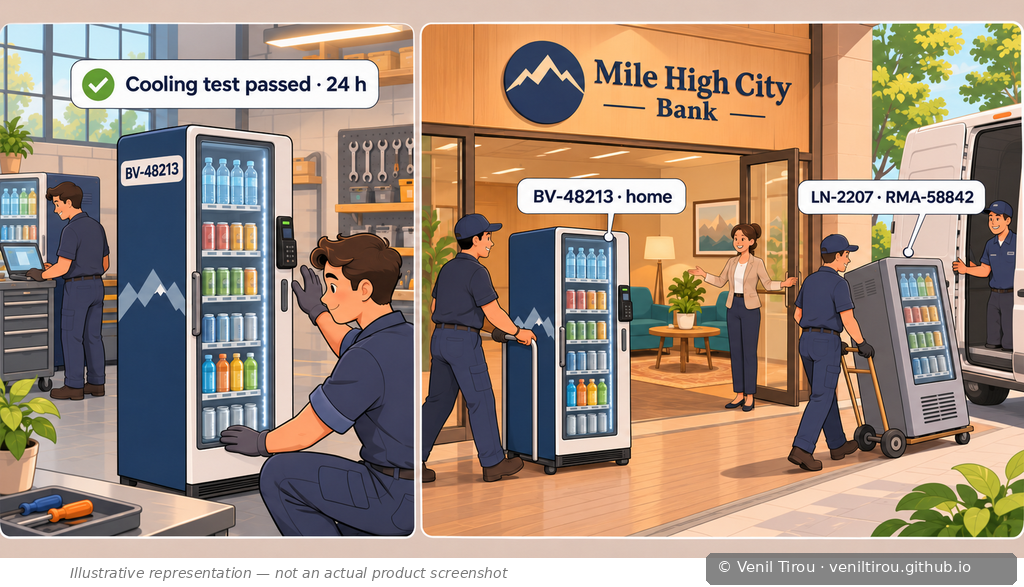 Cooling test passed · 24 h
BV-48213
Mile High City
Bank
BV-48213 · home
LN-2207 · RMA-58842
Illustrative representation — not an actual product screenshot
© Venil Tirou · veniltirou.github.io